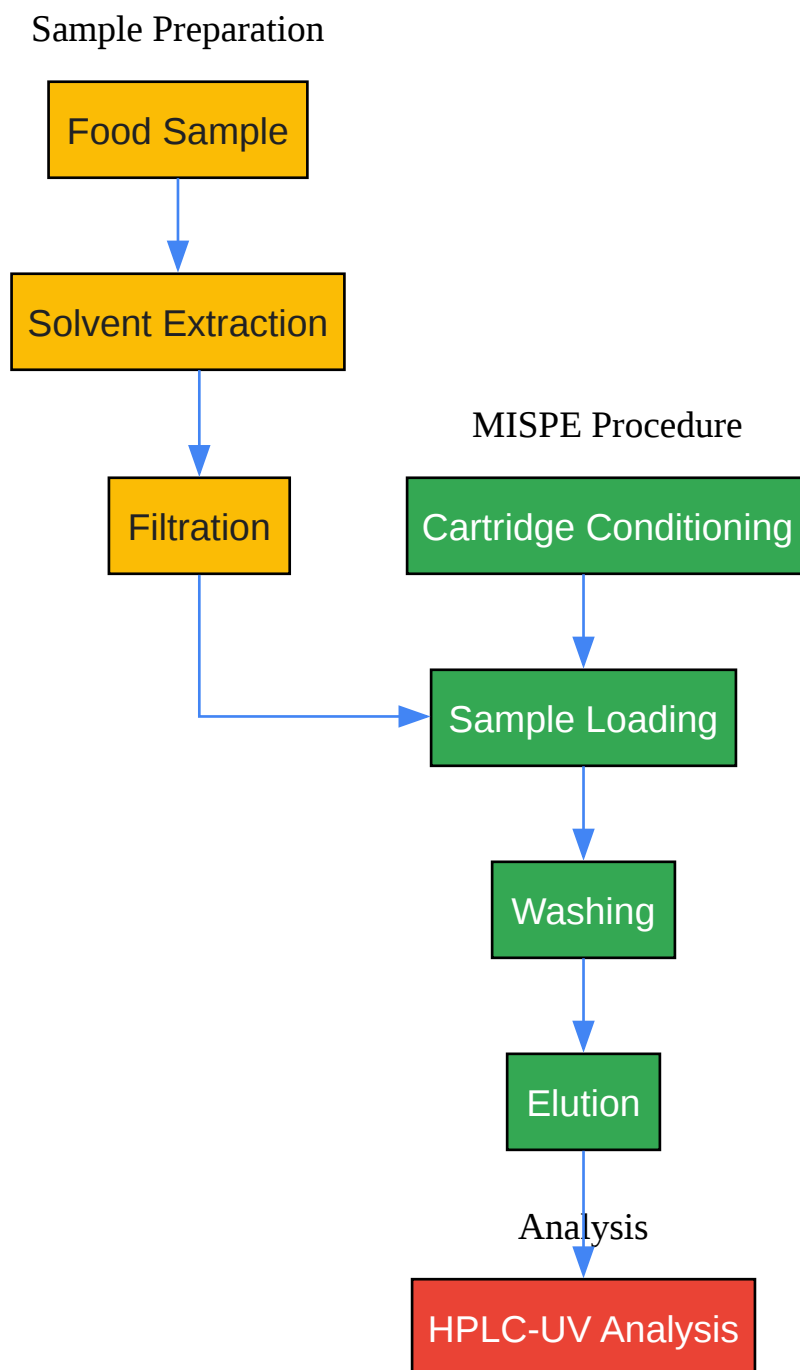 Sample Preparation
Food Sample
Solvent Extraction
Filtration
MISPE Procedure
Cartridge Conditioning
Sample Loading
Washing
Elution
Analysis
HPLC-UV Analysis